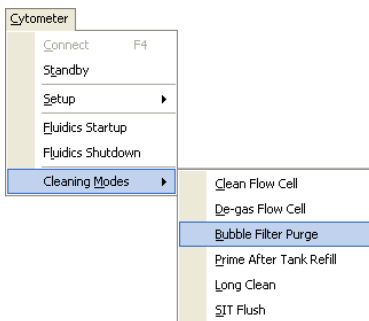 Cytometer
Connect F4
Standby
Setup
Fluidics Startup
Fluidics Shutdown
Cleaning Modes
Clean Flow Cell
De-gas Flow Cell
Bubble Filter Purge
Prime After Tank Refill
Long Clean
SIT Flush